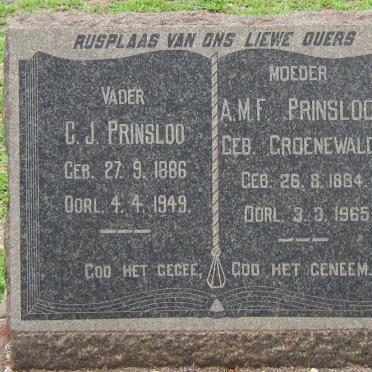 RUSPLAAS VAN ONS LIEWE OUERS
VADER
C. J. PRINSLOO
GEB. 27. 9. 1886
OORL. 4. 4. 1949.
GOD HET GEGEE,
MOEDER
A.M.F. PRINSLOO
GEB. GROENEWALD
GEB. 26. 8. 1884.
OORL. 3. 3. 1965
GOD HET GENEEM.